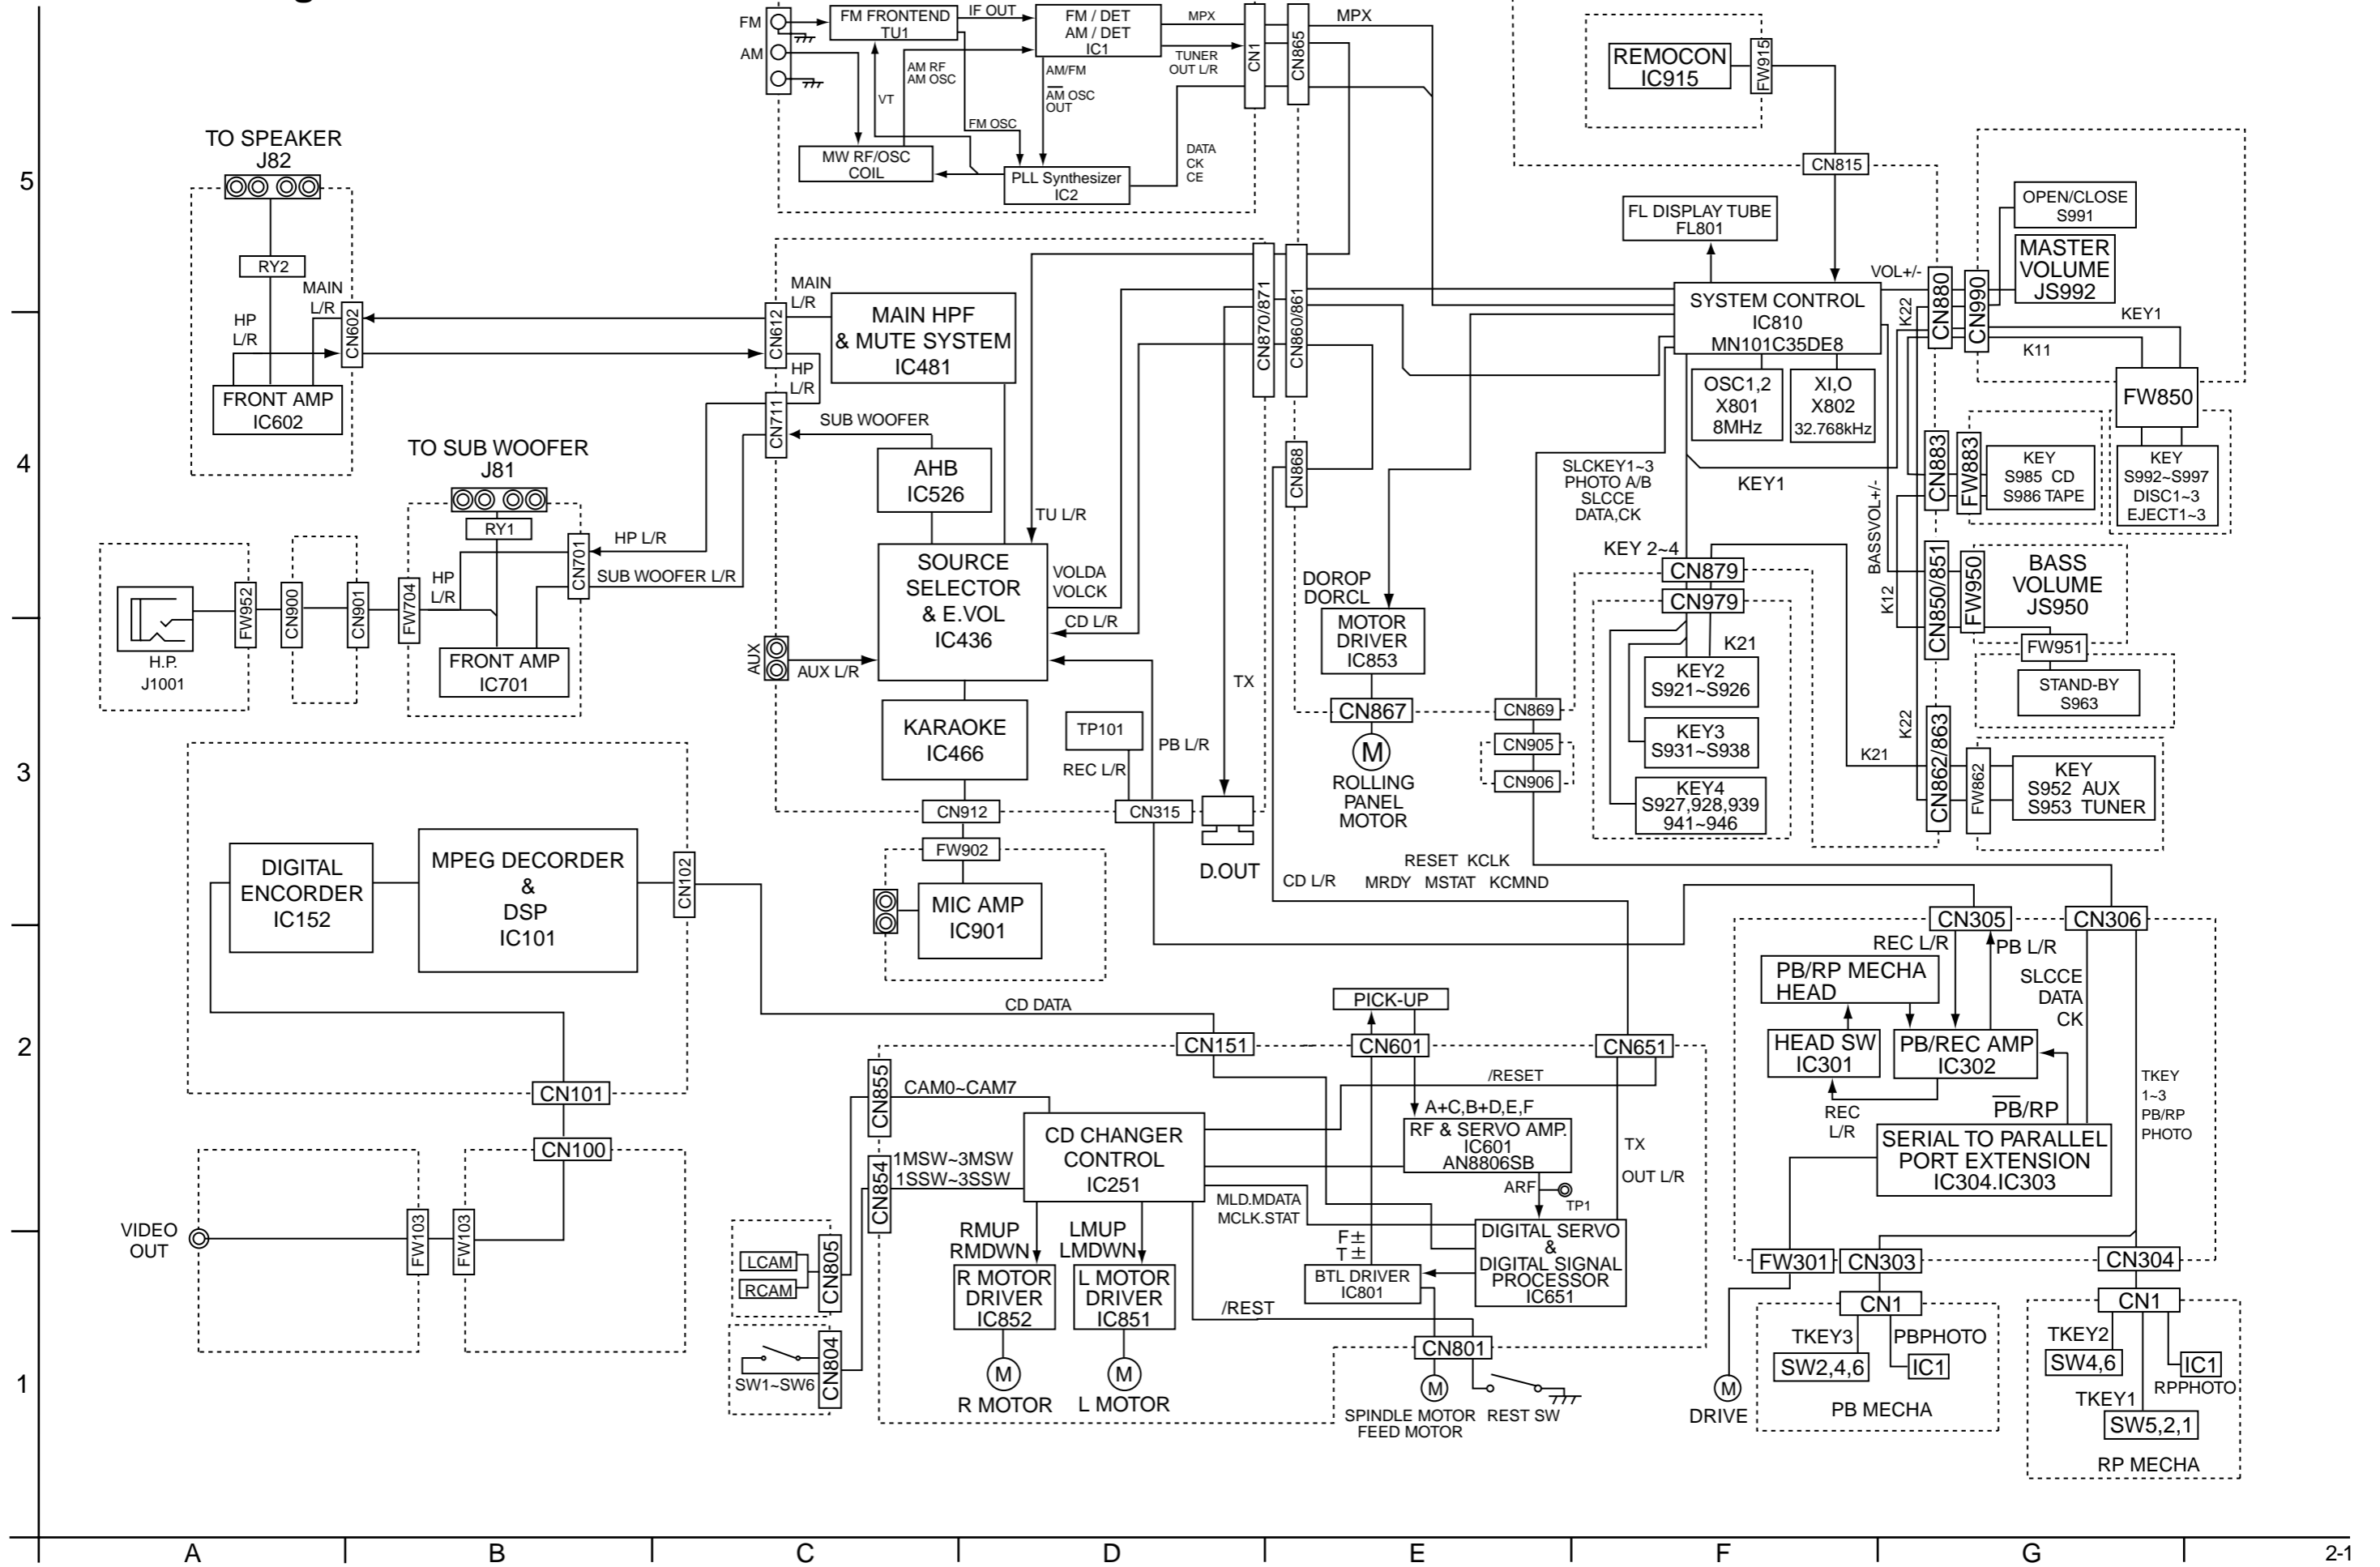 FM
AM
FM FRONTEND
TU1
IF OUT
FM / DET
AM / DET
IC1
MPX
TUNER
OUT L/R
CN1
CN865
MPX
AM RF
AM OSC
VT
AM/FM
AM OSC
OUT
FM OSC
MW RF/OSC
COIL
PLL Synthesizer
IC2
DATA
CK
CE
REMOCON
IC915
FW915
CN815
5
TO SPEAKER
J82
RY2
MAIN
L/R
HP
L/R
CN602
FRONT AMP
IC602
MAIN
L/R
CN612
HP
L/R
CN711
MAIN HPF
& MUTE SYSTEM
IC481
SUB WOOFER
AHB
IC526
CN870/871
CN860/861
CN868
FL DISPLAY TUBE
FL801
SYSTEM CONTROL
IC810
MN101C35DE8
OSC1,2
X801
8MHz
XI,O
X802
32.768kHz
VOL+/-
K22
CN880
CN990
OPEN/CLOSE
S991
MASTER
VOLUME
JS992
KEY1
K11
FW850
4
TO SUB WOOFER
J81
RY1
CN701
HP L/R
SUB WOOFER L/R
HP
L/R
FW704
FRONT AMP
IC701
H.P.
J1001
FW952
CN900
CN901
TU L/R
SOURCE
SELECTOR
& E.VOL
IC436
VOLDA
VOLCK
CD L/R
AUX
AUX L/R
TX
SLCKEY1~3
PHOTO A/B
SLCCE
DATA,CK
KEY1
KEY 2~4
BASSVOL+/-
K12
CN883
FW883
KEY
S985 CD
S986 TAPE
KEY
S992~S997
DISC1~3
EJECT1~3
CN850/851
FW950
BASS
VOLUME
JS950
FW951
STAND-BY
S963
DOROP
DORCL
MOTOR
DRIVER
IC853
CN867
M
ROLLING
PANEL
MOTOR
CN869
CN905
CN906
CN879
CN979
K21
KEY2
S921~S926
KEY3
S931~S938
KEY4
S927,928,939
941~946
K21
K22
CN862/863
FW862
KEY
S952 AUX
S953 TUNER
3
KARAOKE
IC466
TP101
REC L/R
PB L/R
CN912
CN315
D.OUT
FW902
MIC AMP
IC901
DIGITAL
ENCORDER
IC152
MPEG DECORDER
&
DSP
IC101
CN102
CD L/R
RESET KCLK
MRDY MSTAT KCMND
CN305
CN306
REC L/R
PB L/R
SLCCE
DATA
CK
PB/RP MECHA
HEAD
HEAD SW
IC301
PB/REC AMP
IC302
REC
L/R
PB/RP
TKEY
1~3
PB/RP
PHOTO
SERIAL TO PARALLEL
PORT EXTENSION
IC304.IC303
2
CD DATA
CN101
CN100
CN151
PICK-UP
CN601
CN651
CN855
CAM0~CAM7
/RESET
A+C,B+D,E,F
RF & SERVO AMP.
IC601
AN8806SB
CD CHANGER
CONTROL
IC251
1MSW~3MSW
1SSW~3SSW
CN854
ARF
TP1
TX
OUT L/R
MLD.MDATA
MCLK.STAT
VIDEO
OUT
FW103
FW103
LCAM
RCAM
CN805
RMUP
RMDWN
LMUP
LMDWN
R MOTOR
DRIVER
IC852
L MOTOR
DRIVER
IC851
F±
T±
BTL DRIVER
IC801
DIGITAL SERVO
&
DIGITAL SIGNAL
PROCESSOR
IC651
/REST
CN801
FW301
CN303
CN304
1
SW1~SW6
CN804
M
R MOTOR
M
L MOTOR
M
SPINDLE MOTOR
FEED MOTOR
REST SW
M
DRIVE
CN1
TKEY3
PBPHOTO
SW2,4,6
IC1
PB MECHA
CN1
TKEY2
SW4,6
IC1
RPPHOTO
TKEY1
SW5,2,1
RP MECHA
A B C D E F G
2-1